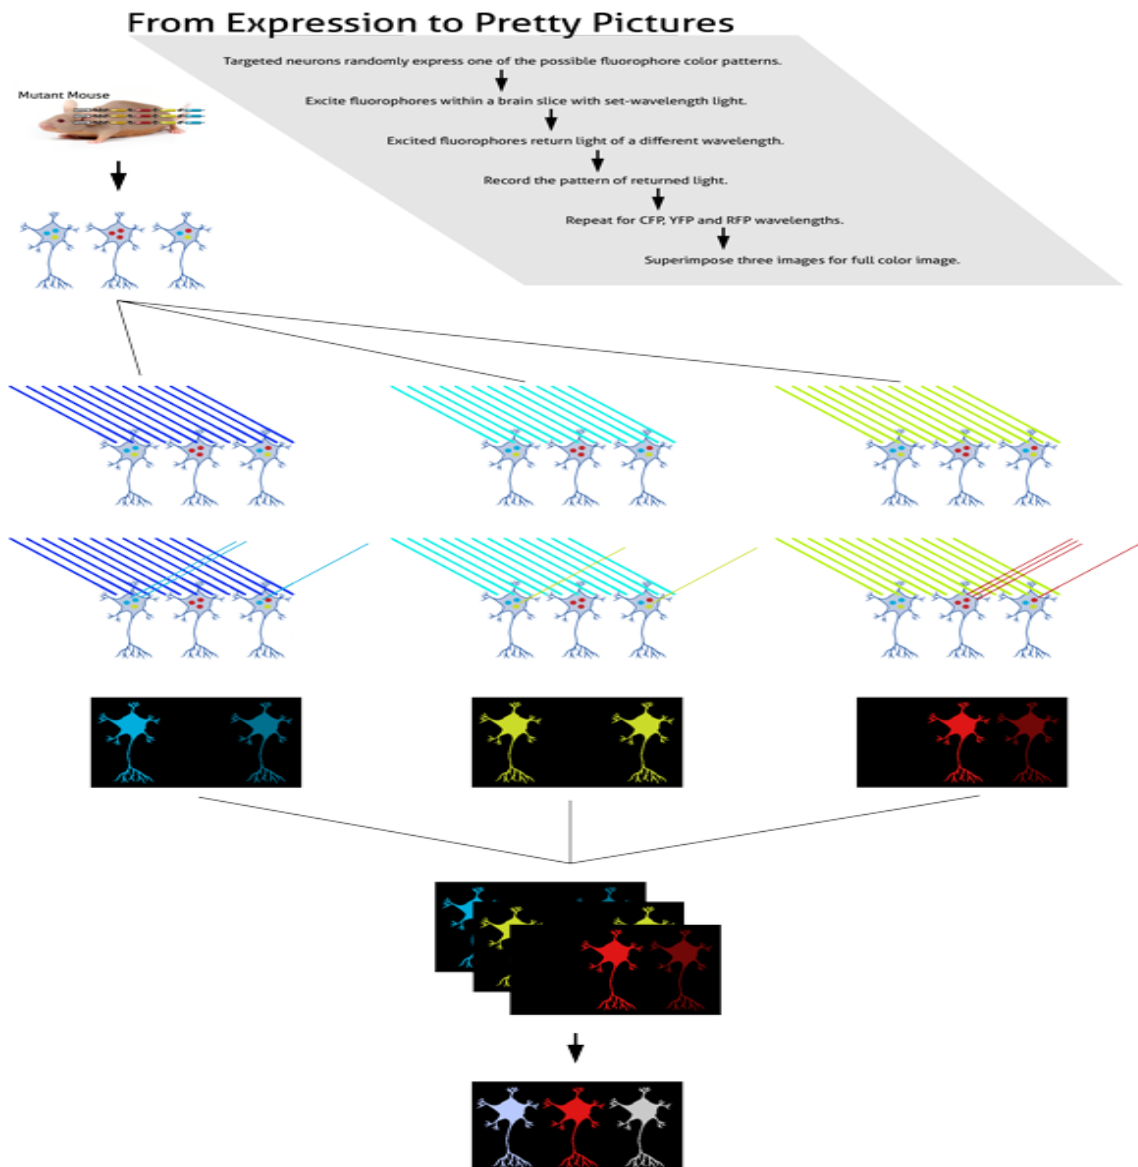 From Expression to Pretty Pictures
Targeted neurons randomly express one of the possible fluorophore color patterns.
Mutant Mouse
Excite fluorophores within a brain slice with set-wavelength light.
Excited fluorophores return light of a different wavelength.
Record the pattern of returned light.
Repeat for CFP, YFP and RFP wavelengths.
Superimpose three images for full color image.